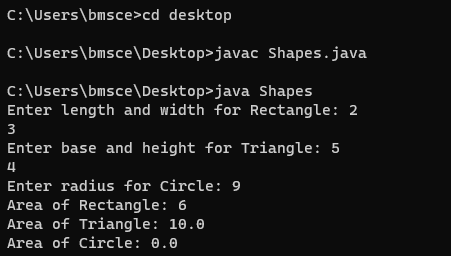 C:\Users\bmsce>cd desktop
C:\Users\bmsce\Desktop>javac Shapes.java
C:\Users\bmsce\Desktop>java Shapes
Enter length and width for Rectangle: 2
3
Enter base and height for Triangle: 5
4
Enter radius for Circle: 9
Area of Rectangle: 6
Area of Triangle: 10.0
Area of Circle: 0.0